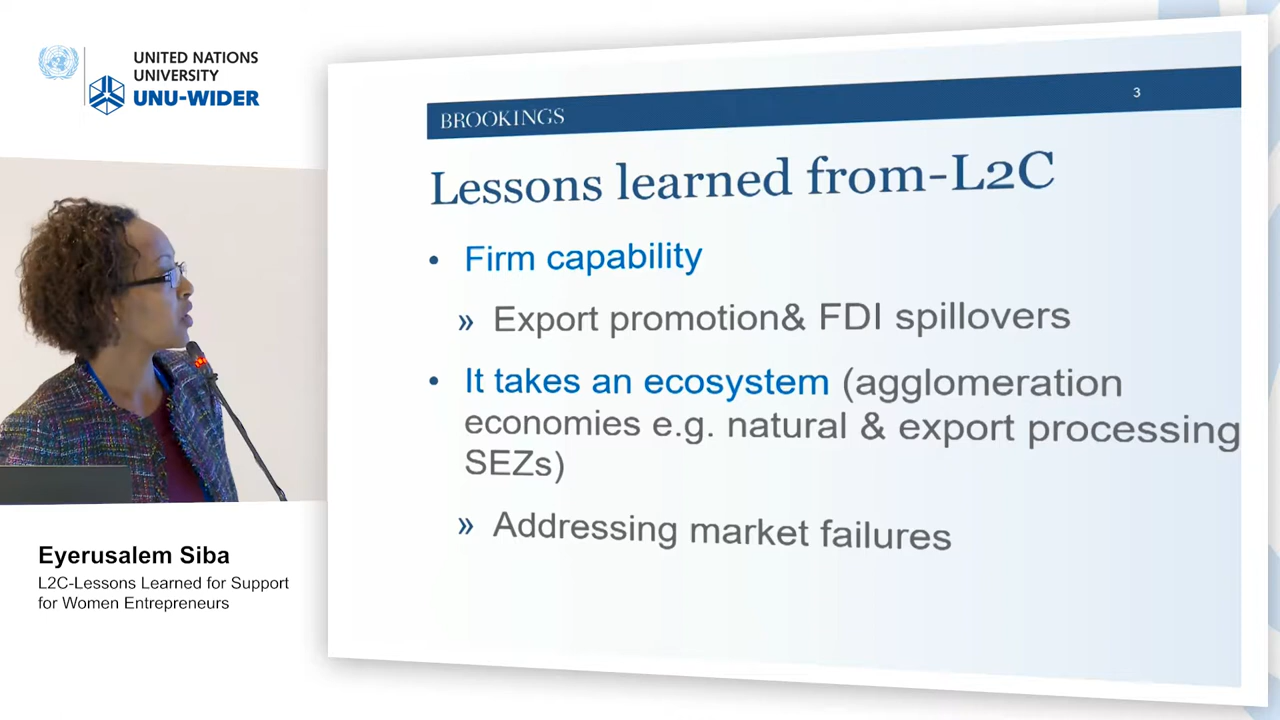 UNITED NATIONS
UNIVERSITY
UNU-WIDER
Eyerusalem Siba
L2C-Lessons Learned for Support
for Women Entrepreneurs
BROOKINGS
3
Lessons learned from-L2C
• Firm capability
» Export promotion& FDI spillovers
• It takes an ecosystem (agglomeration
economies e.g. natural & export processing
SEZs)
» Addressing market failures